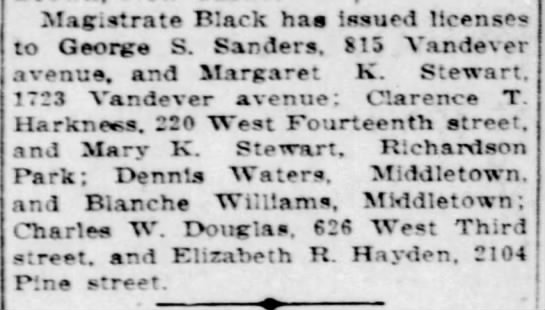 Magistrate Black has issued licenses
to George S. Sanders, 815 Vandever
avenue, and Margaret K. Stewart,
1723 Vandever avenue; Clarence T.
Harkness, 220 West Fourteenth street,
and Mary K. Stewart, Richardson
Park; Dennis Waters, Middletown,
and Blanche Williams, Middletown;
Charles W. Douglas, 626 West Third
street, and Elizabeth R. Hayden, 2104
Pine street.